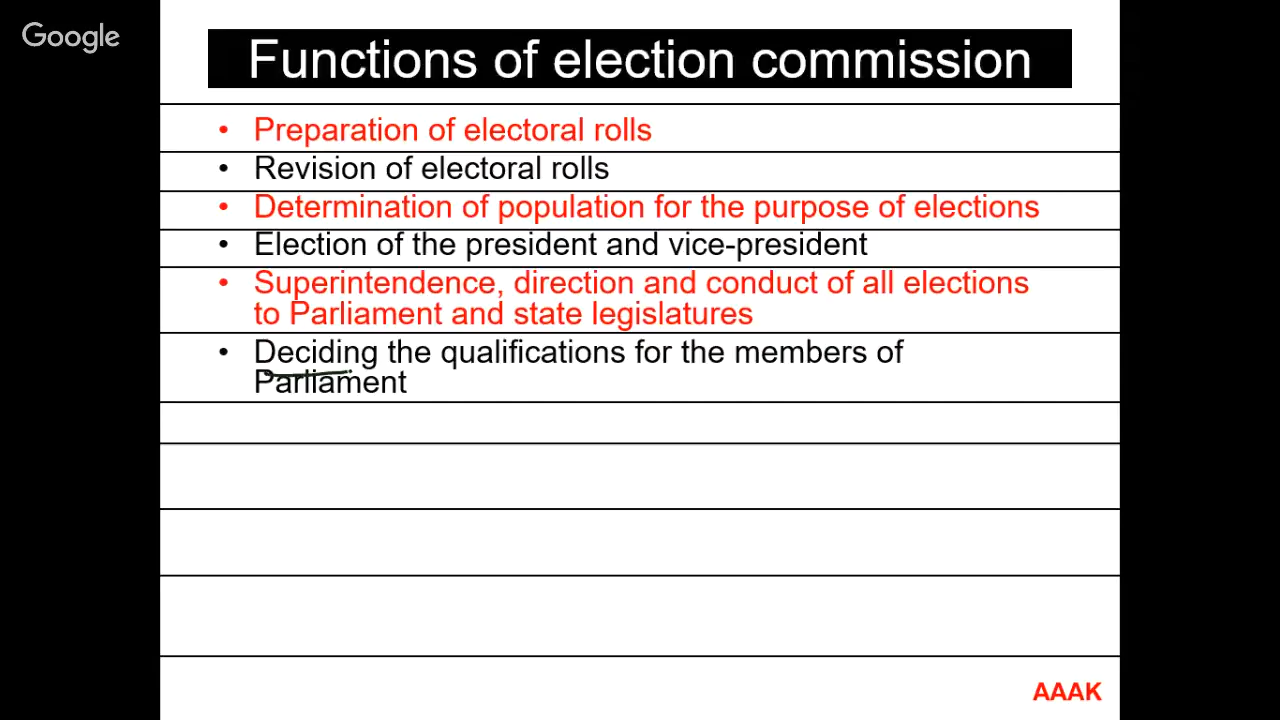 Google
Functions of election commission
• Preparation of electoral rolls
• Revision of electoral rolls
• Determination of population for the purpose of elections
• Election of the president and vice-president
• Superintendence, direction and conduct of all elections
to Parliament and state legislatures
• Deciding the qualifications for the members of
Parliament
AAAK